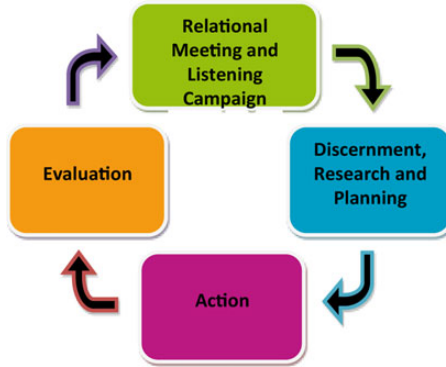 Relational
Meeting and
Listening
Campaign
Discernment,
Research and
Planning
Action
Evaluation